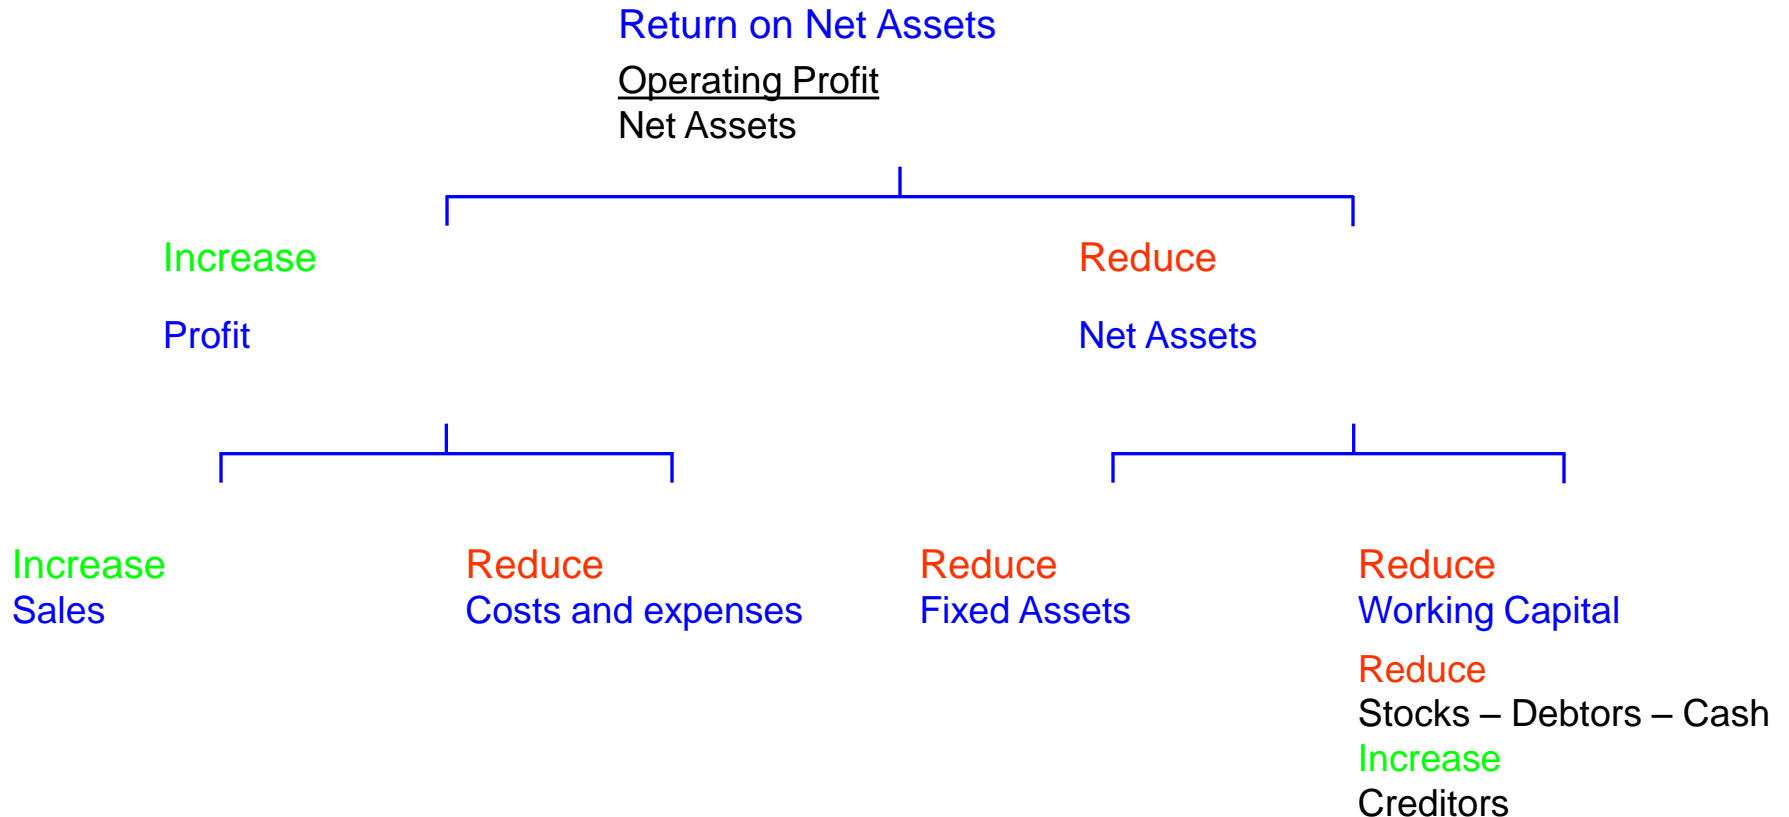 Return on Net Assets
Operating Profit
Net Assets
Increase
Profit
Reduce
Net Assets
Increase
Sales
Reduce
Costs and expenses
Reduce
Fixed Assets
Reduce
Working Capital
Reduce
Stocks – Debtors – Cash
Increase
Creditors